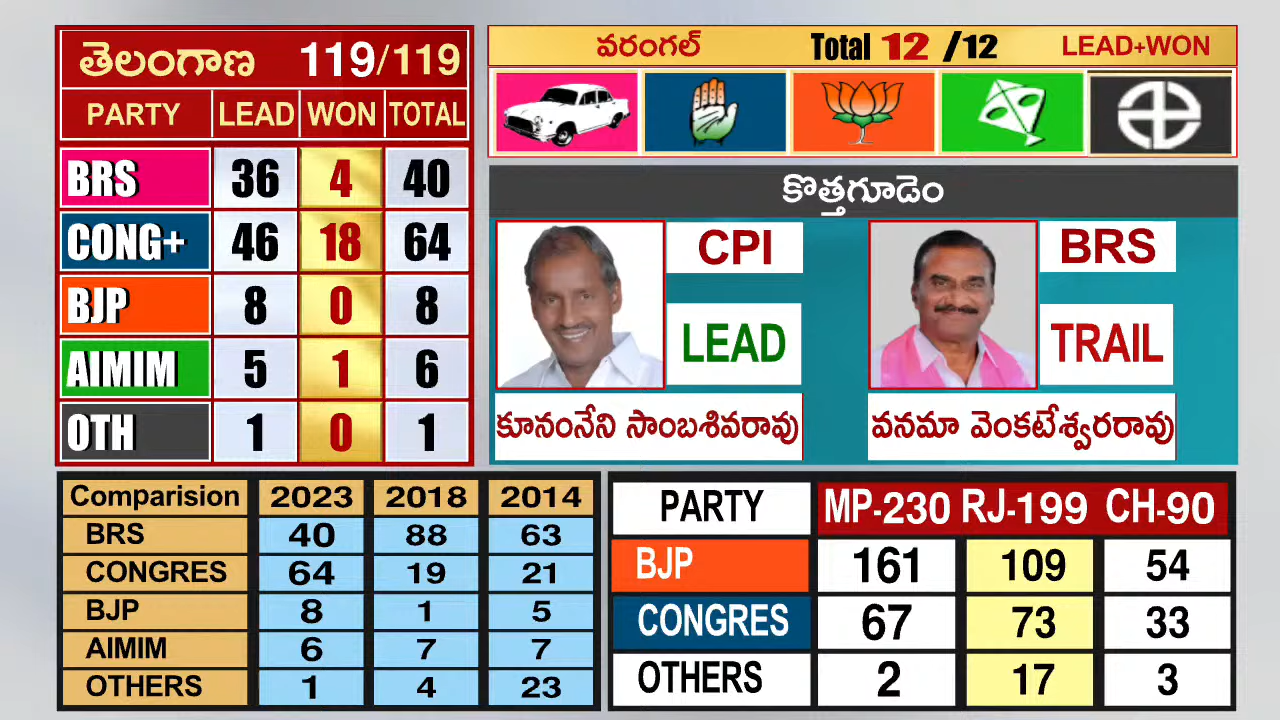 తెలంగాణ 119/119
PARTY LEAD WON TOTAL
BRS 36 4 40
CONG+ 46 18 64
BJP 8 0 8
AIMIM 5 1 6
OTH 1 0 1
వరంగల్ Total 12 /12 LEAD+WON
కొత్తగూడెం
CPI
LEAD
కూనంనేని సాంబశివరావు
BRS
TRAIL
వనమా వెంకటేశ్వరరావు
Comparision 2023 2018 2014
BRS 40 88 63
CONGRES 64 19 21
BJP 8 1 5
AIMIM 6 7 7
OTHERS 1 4 23
PARTY MP-230 RJ-199 CH-90
BJP 161 109 54
CONGRES 67 73 33
OTHERS 2 17 3